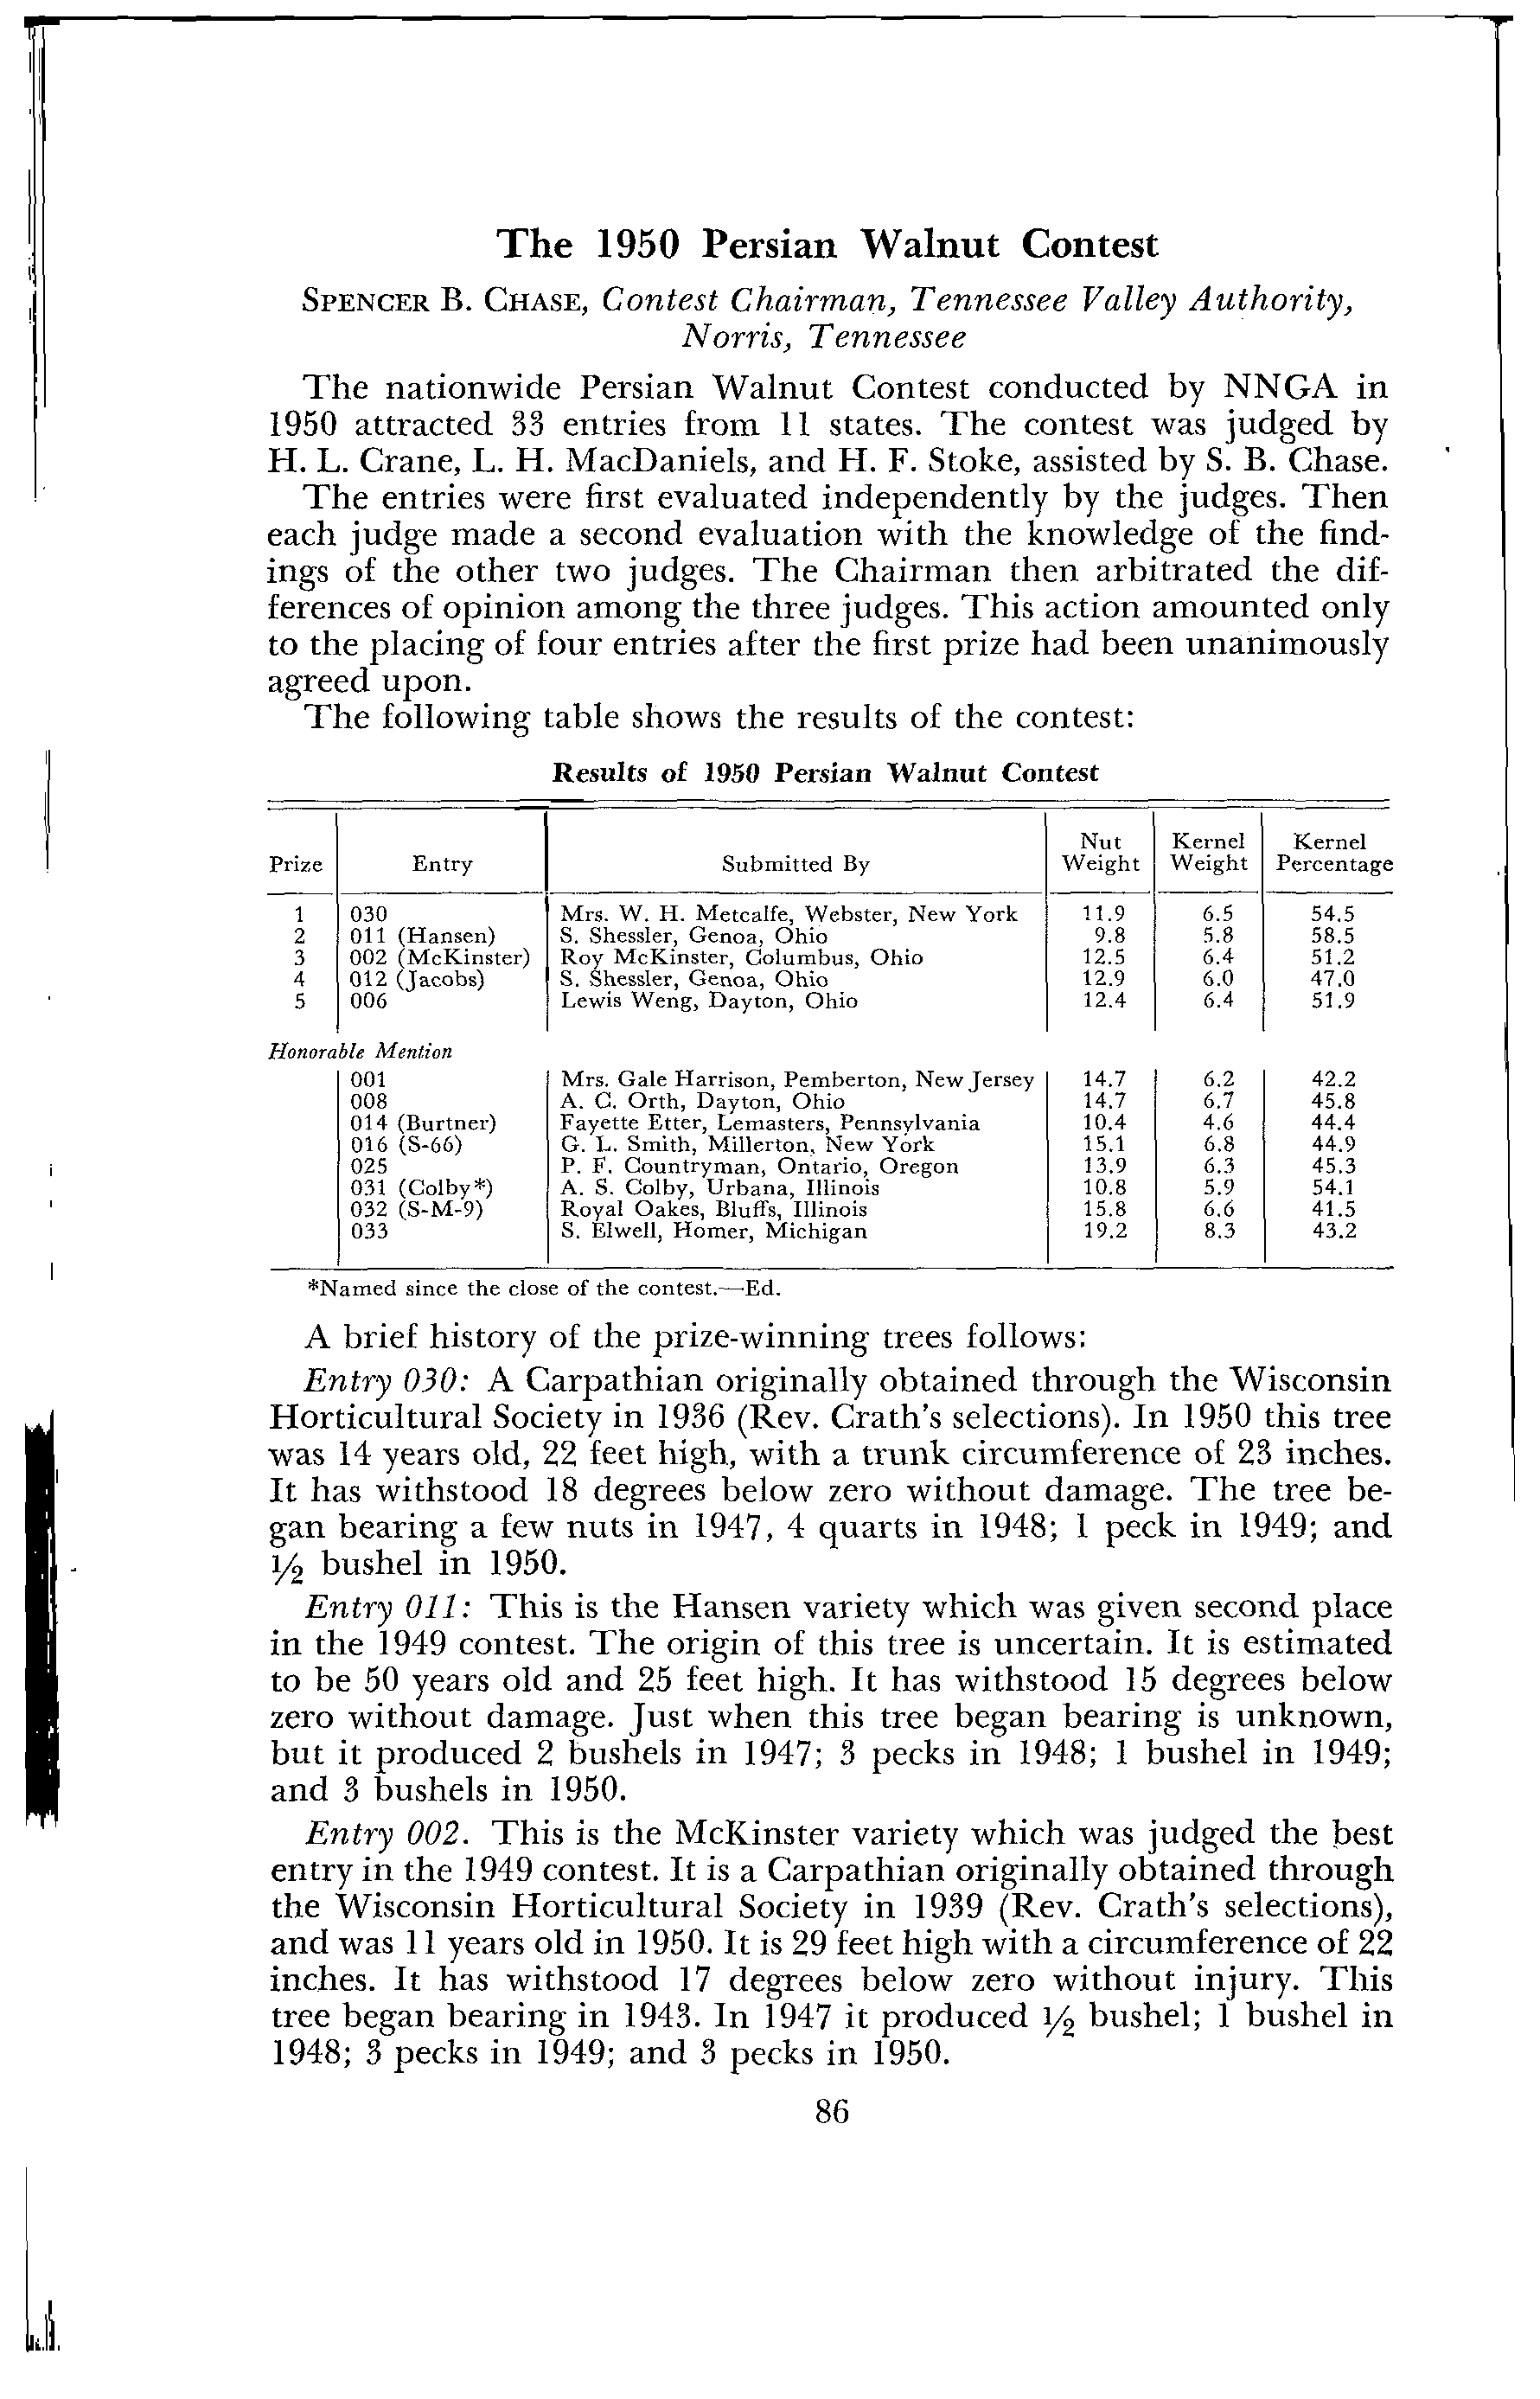 The 1950 Persian Walnut Contest
SPENCER B. CHASE, Contest Chairman, Tennessee Valley Authority,
Norris, Tennessee
The nationwide Persian Walnut Contest conducted by NNGA in
1950 attracted 33 entries from 11 states. The contest was judged by
H. L. Crane, L. H. MacDaniels, and H. F. Stoke, assisted by S. B. Chase.
The entries were first evaluated independently by the judges. Then
each judge made a second evaluation with the knowledge of the find-
ings of the other two judges. The Chairman then arbitrated the dif-
ferences of opinion among the three judges. This action amounted only
to the placing of four entries after the first prize had been unanimously
agreed upon.
The following table shows the results of the contest:
Results of 1950 Persian Walnut Contest
Prize Entry Submitted By Nut Weight Kernel Weight Kernel Percentage
1 030 Mrs. W. H. Metcalfe, Webster, New York 11.9 6.5 54.5
2 011 (Hansen) S. Shessler, Genoa, Ohio 9.8 5.8 58.5
3 002 (McKinster) Roy McKinster, Columbus, Ohio 12.5 6.4 51.2
4 012 (Jacobs) S. Shessler, Genoa, Ohio 12.9 6.0 47.0
5 006 Lewis Weng, Dayton, Ohio 12.4 6.4 51.9
Honorable Mention
001 Mrs. Gale Harrison, Pemberton, New Jersey 14.7 6.2 42.2
008 A. C. Orth, Dayton, Ohio 14.7 6.7 45.8
014 (Burtner) Fayette Etter, Lemasters, Pennsylvania 10.4 4.6 44.4
016 (S-66) G. L. Smith, Millerton, New York 15.1 6.8 44.9
025 P. F. Countryman, Ontario, Oregon 13.9 6.3 45.3
031 (Colby*) A. S. Colby, Urbana, Illinois 10.8 5.9 54.1
032 (S-M-9) Royal Oakes, Bluffs, Illinois 15.8 6.6 41.5
033 S. Elwell, Homer, Michigan 19.2 8.3 43.2
*Named since the close of the contest.—Ed.
A brief history of the prize-winning trees follows:
Entry 030: A Carpathian originally obtained through the Wisconsin
Horticultural Society in 1936 (Rev. Crath's selections). In 1950 this tree
was 14 years old, 22 feet high, with a trunk circumference of 23 inches.
It has withstood 18 degrees below zero without damage. The tree be-
gan bearing a few nuts in 1947, 4 quarts in 1948; 1 peck in 1949; and
½ bushel in 1950.
Entry 011: This is the Hansen variety which was given second place
in the 1949 contest. The origin of this tree is uncertain. It is estimated
to be 50 years old and 25 feet high. It has withstood 15 degrees below
zero without damage. Just when this tree began bearing is unknown,
but it produced 2 bushels in 1947; 3 pecks in 1948; 1 bushel in 1949;
and 3 bushels in 1950.
Entry 002. This is the McKinster variety which was judged the best
entry in the 1949 contest. It is a Carpathian originally obtained through
the Wisconsin Horticultural Society in 1939 (Rev. Crath's selections),
and was 11 years old in 1950. It is 29 feet high with a circumference of 22
inches. It has withstood 17 degrees below zero without injury. This
tree began bearing in 1943. In 1947 it produced ½ bushel; 1 bushel in
1948; 3 pecks in 1949; and 3 pecks in 1950.
86